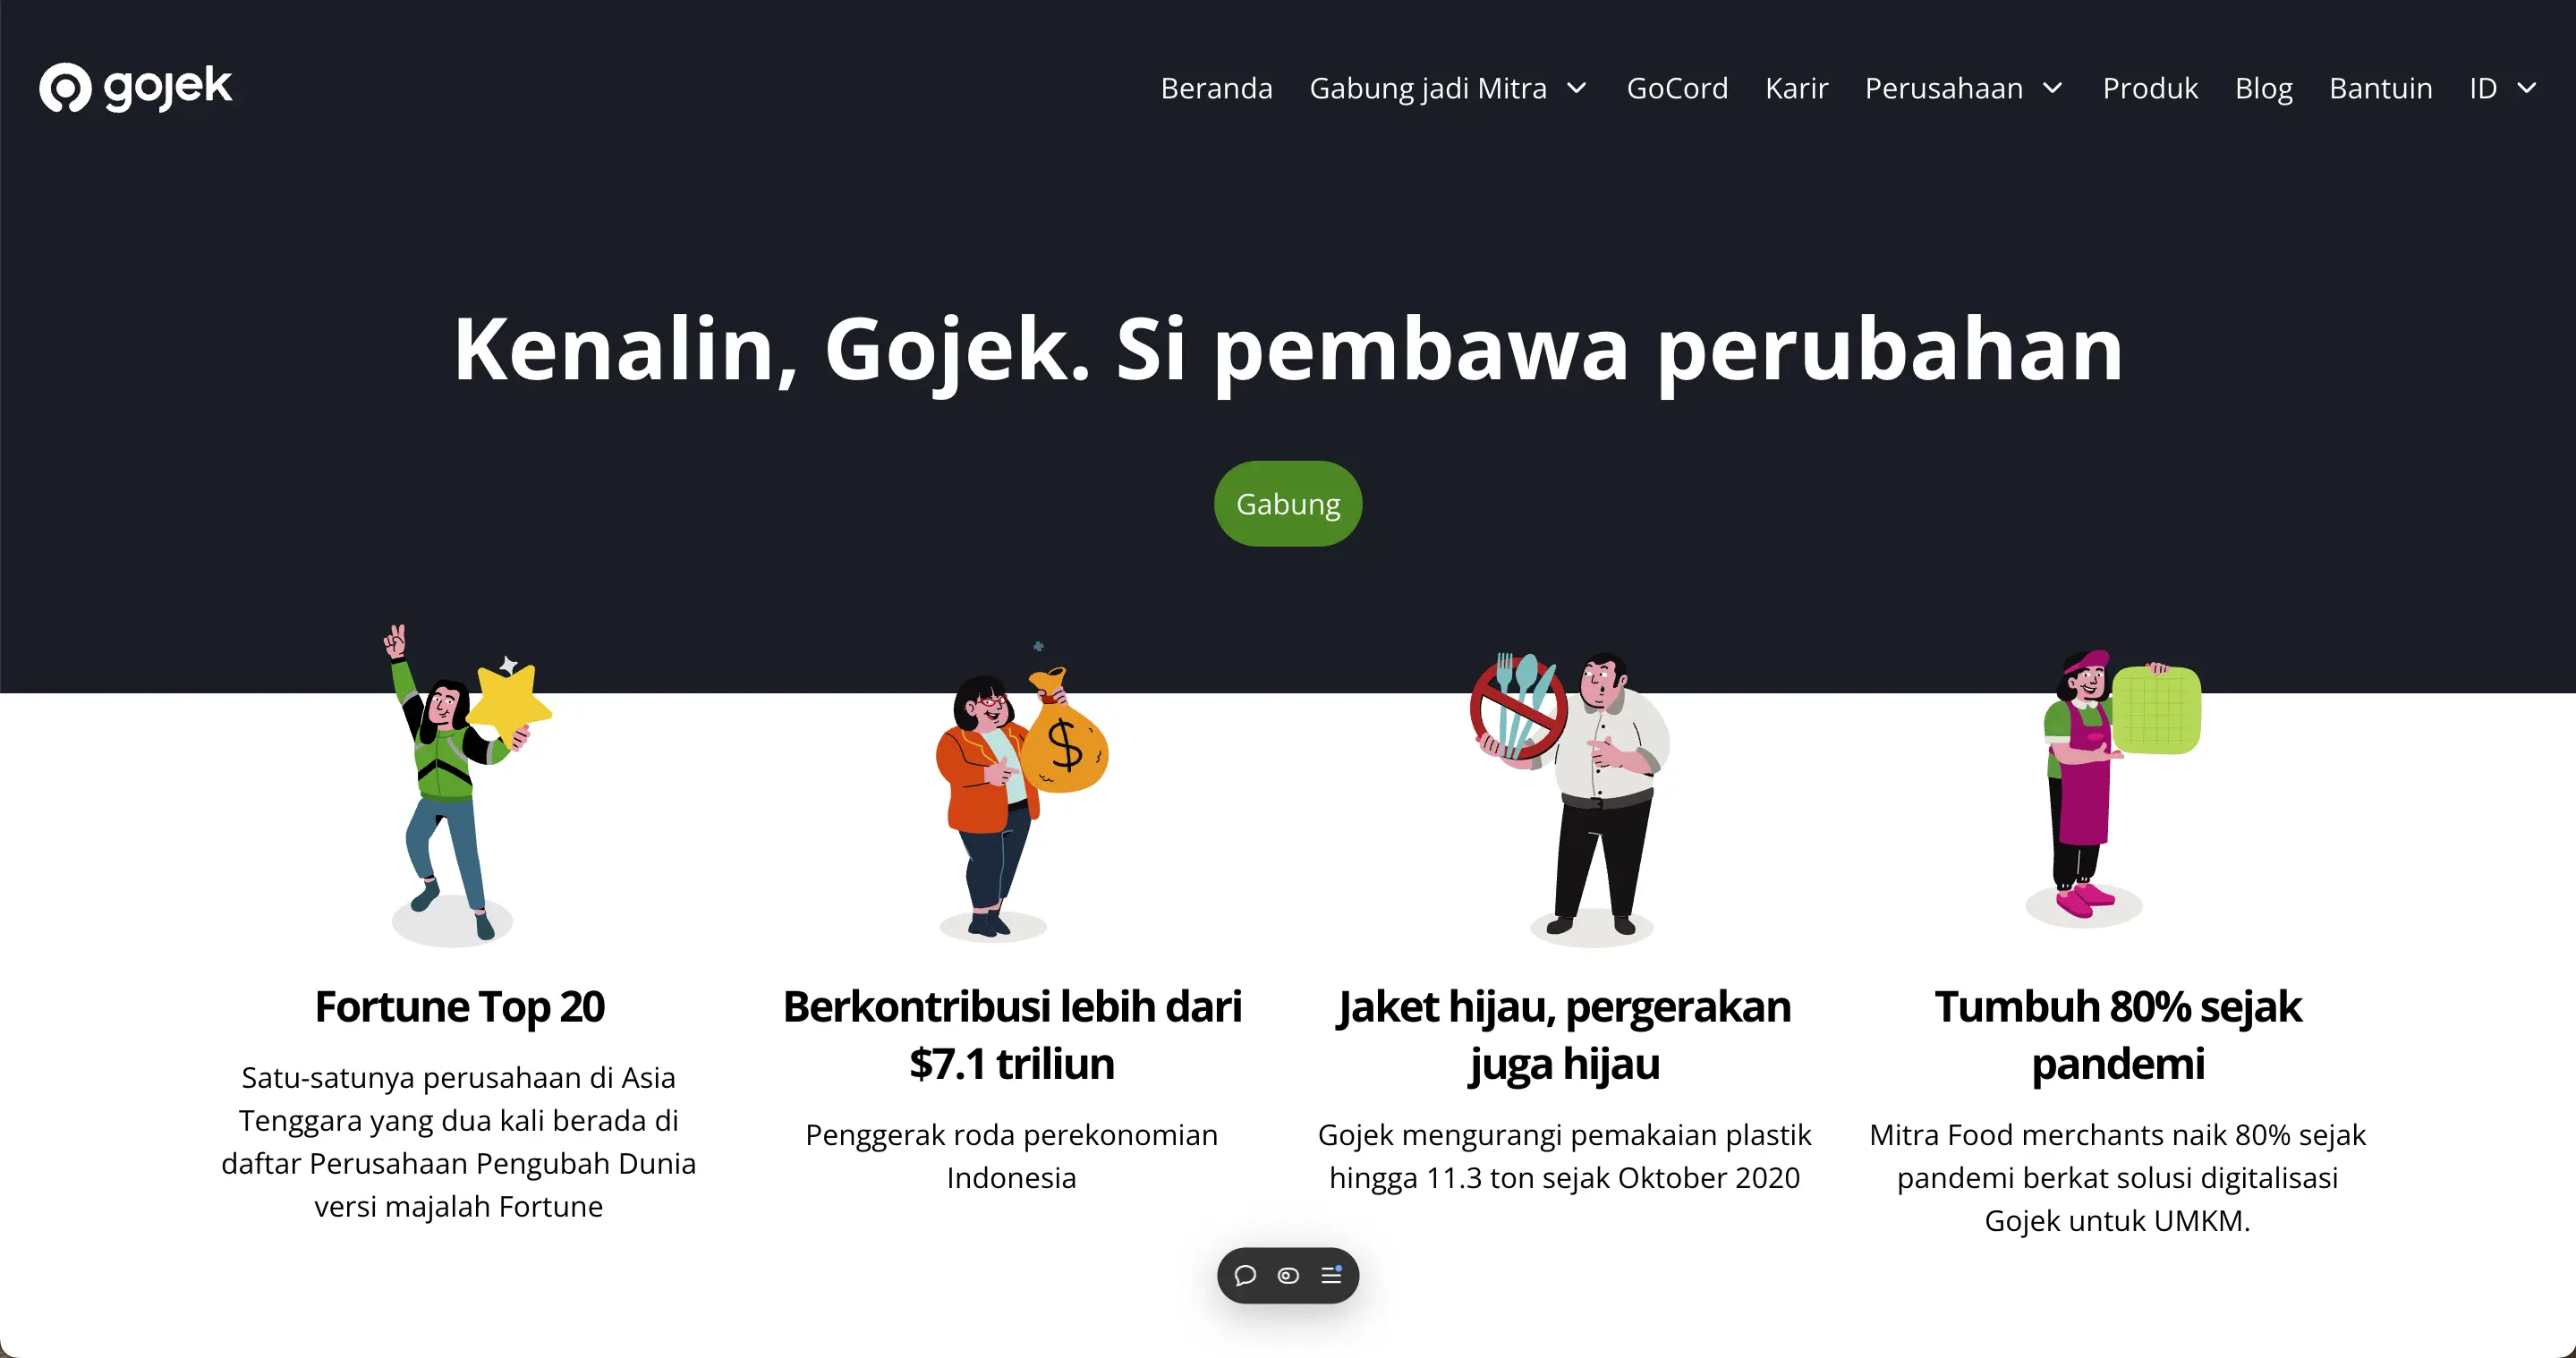 gojek
Beranda
Gabung jadi Mitra
GoCord
Karir
Perusahaan
Produk
Blog
Bantuin
ID
Kenalin, Gojek. Si pembawa perubahan
Gabung
$
Fortune Top 20
Satu-satunya perusahaan di Asia
Tenggara yang dua kali berada di
daftar Perusahaan Pengubah Dunia
versi majalah Fortune
Berkontribusi lebih dari
$7.1 triliun
Penggerak roda perekonomian
Indonesia
Jaket hijau, pergerakan
juga hijau
Gojek mengurangi pemakaian plastik
hingga 11.3 ton sejak Oktober 2020
Tumbuh 80% sejak
pandemi
Mitra Food merchants naik 80% sejak
pandemi berkat solusi digitalisasi
Gojek untuk UMKM.